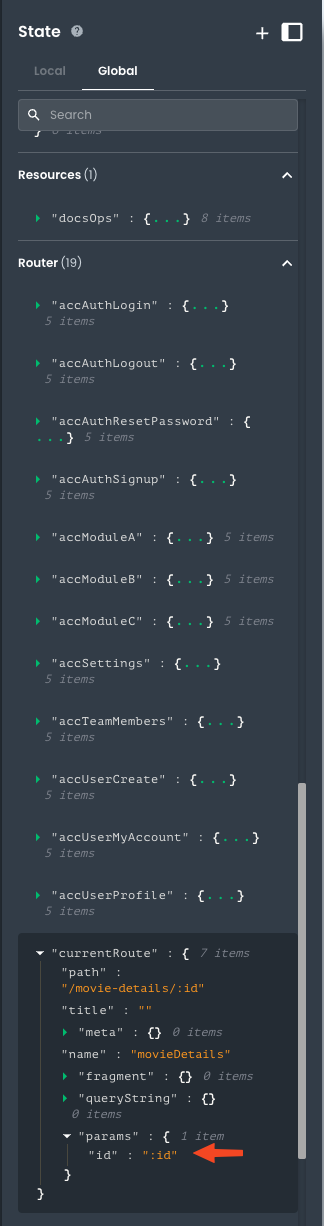 State ?
+
Local Global
Search
} 6 items
Resources (1)
"docsOps" : {...} 8 items
Router (19)
"accAuthLogin" : {...}
5 items
"accAuthLogout" : {...}
5 items
"accAuthResetPassword" : {
...} 5 items
"accAuthSignup" : {...}
5 items
"accModuleA" : {...} 5 items
"accModuleB" : {...} 5 items
"accModuleC" : {...} 5 items
"accSettings" : {...}
5 items
"accTeamMembers" : {...}
5 items
"accUserCreate" : {...}
5 items
"accUserMyAccount" : {...}
5 items
"accUserProfile" : {...}
5 items
"currentRoute" : { 7 items
"path" :
"/movie-details/:id"
"title" : ""
"meta" : {} 0 items
"name" : "movieDetails"
"fragment" : {} 0 items
"queryString" : {}
0 items
"params" : { 1 item
"id" : ":id"
}
}